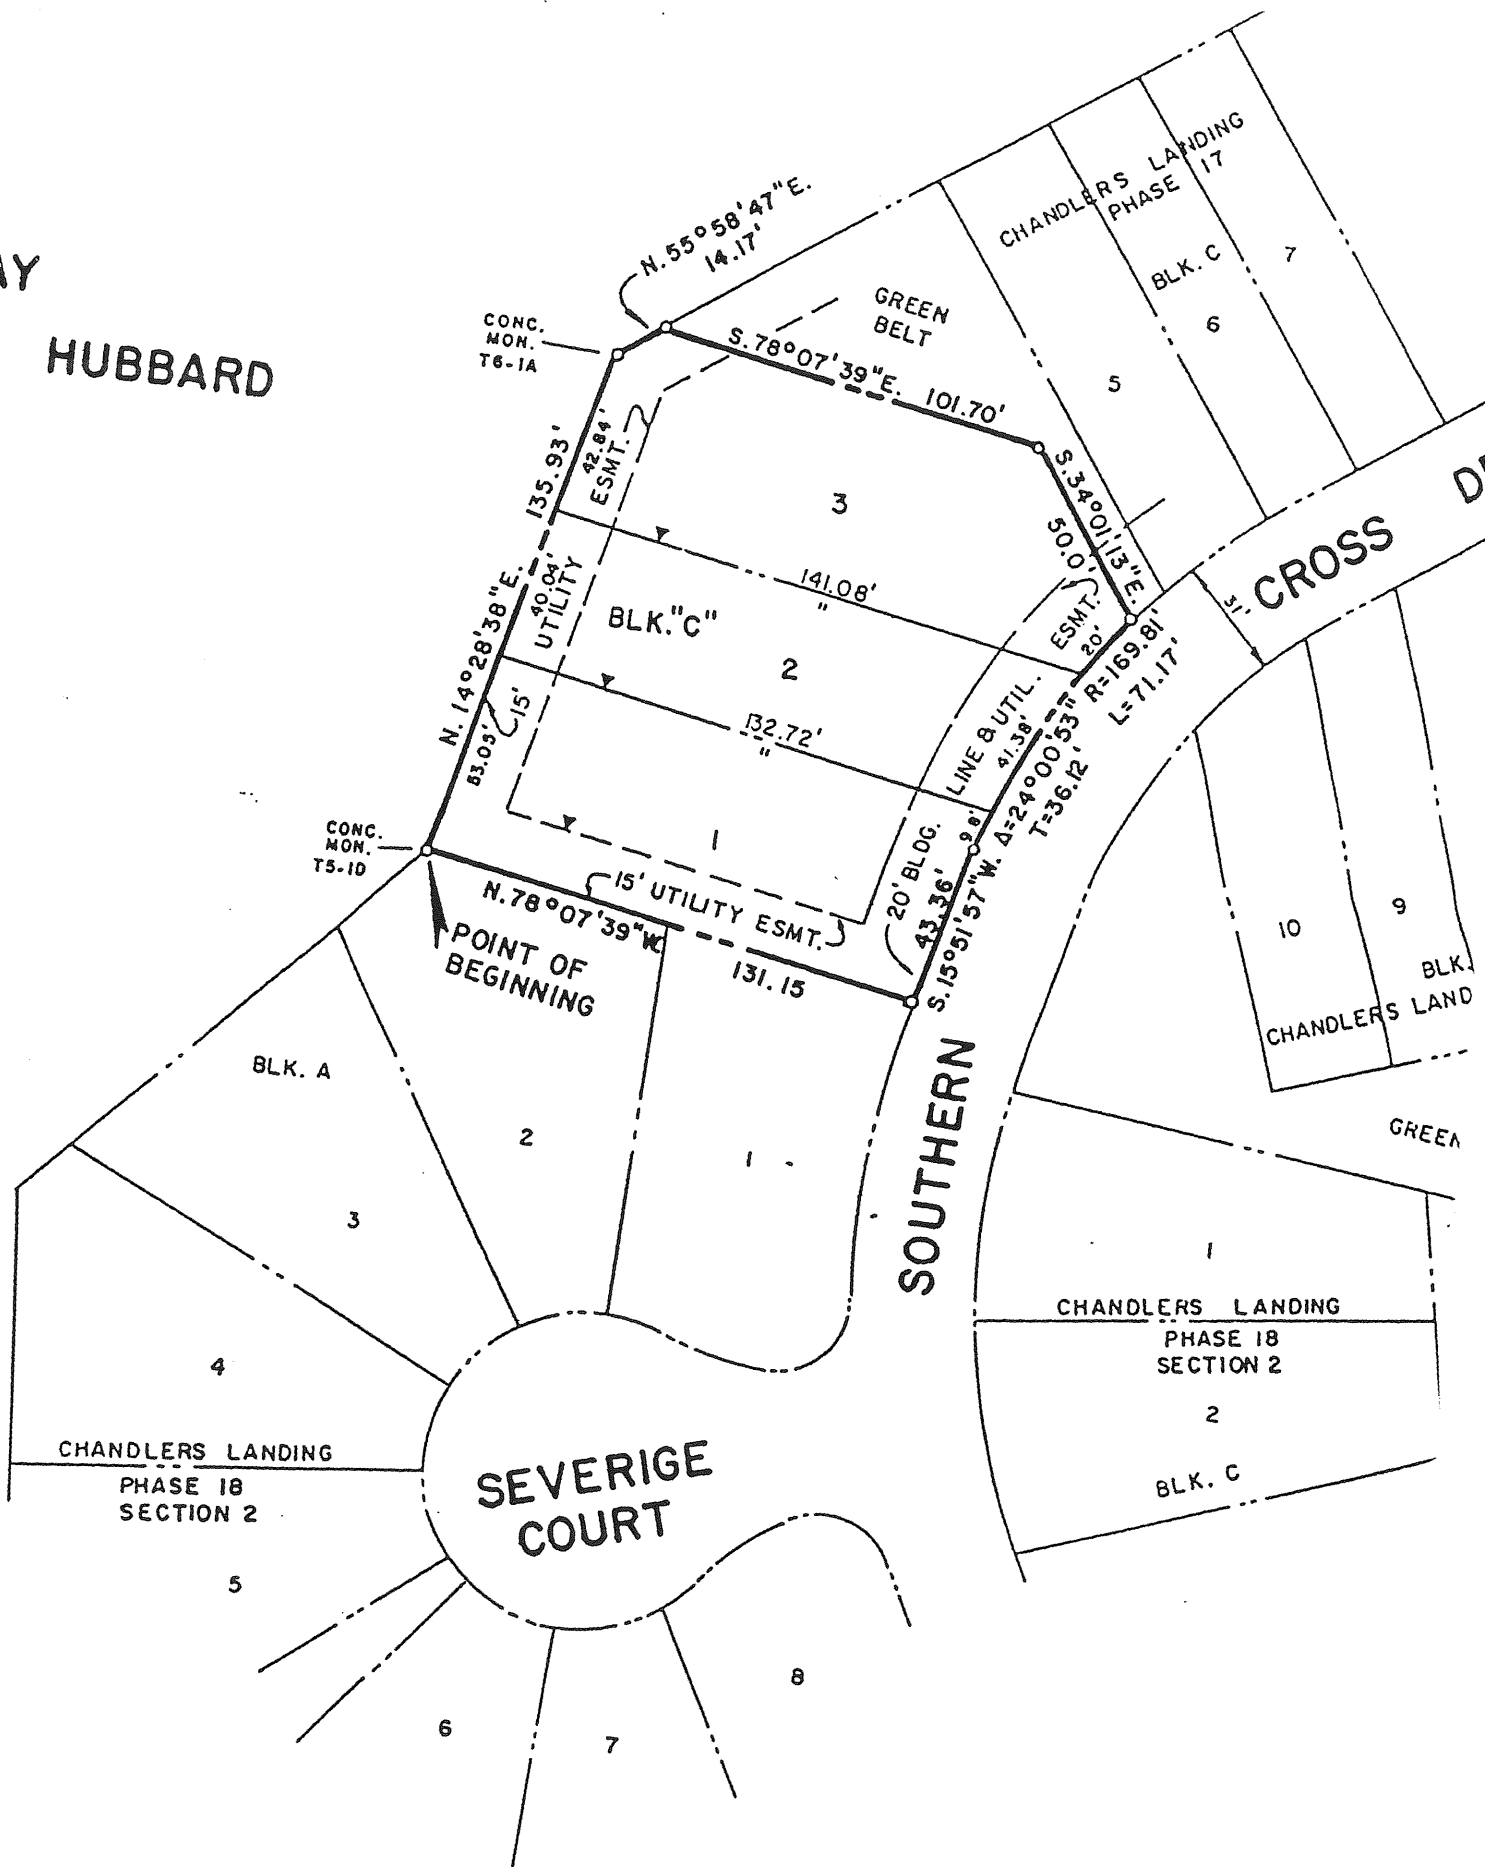 AY
HUBBARD
N. 55°58'47"E.
14.17'
CONC.
MON.
T6-1A
GREEN
BELT
S. 78°07'39"E. 101.70'
CHANDLERS LANDING
PHASE 17
BLK. C
5
6
7
135.93'
42.84'
ESMT.
3
S. 34°01'13"E.
50.0'
CROSS
31'
N. 14°28'38"E.
40.04'
UTILITY
15'
53.05'
141.08'
"
BLK. "C"
2
132.72'
"
1
ESMT.
20'
LINE & UTIL.
20' BLDG.
41.38'
43.36'
S. 15°51'57"W.
Δ=24°00'53"
R=169.81'
T=36.12'
L=71.17'
CONC.
MON.
T5-1D
15' UTILITY ESMT.
N. 78°07'39"W.
131.15
POINT OF
BEGINNING
10
9
BLK.
CHANDLERS LAND
GREEN
BLK. A
2
1
3
4
SOUTHERN
1
CHANDLERS LANDING
PHASE 18
SECTION 2
2
BLK. C
CHANDLERS LANDING
PHASE 18
SECTION 2
5
SEVERIGE
COURT
6
7
8